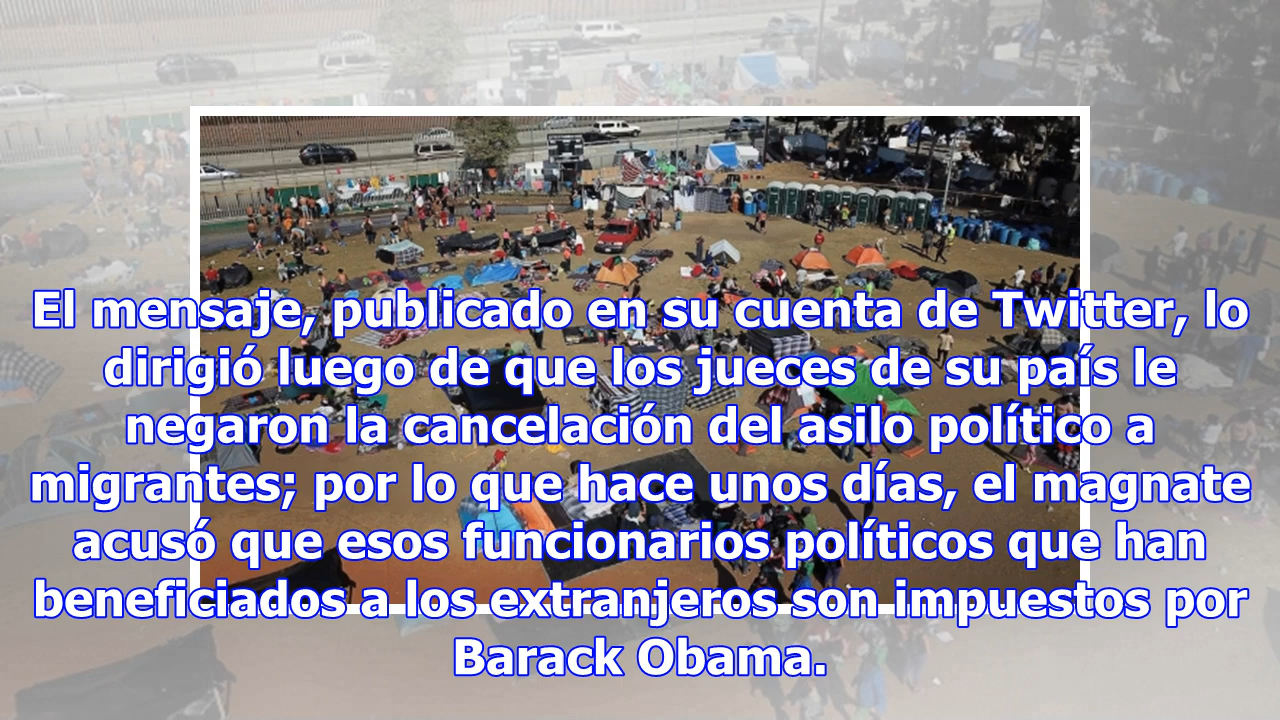 El mensaje, publicado en su cuenta de Twitter, lo
dirigió luego de que los jueces de su país le
negaron la cancelación del asilo político a
migrantes; por lo que hace unos días, el magnate
acusó que esos funcionarios políticos que han
beneficiados a los extranjeros son impuestos por
Barack Obama.